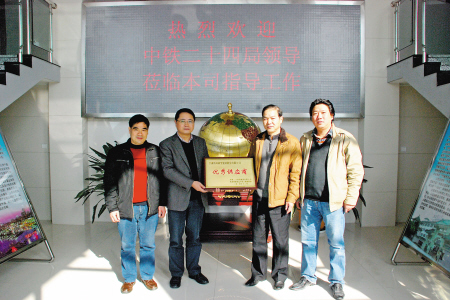 热烈欢迎
中铁二十四局领导
莅临本司指导工作
优秀供应商